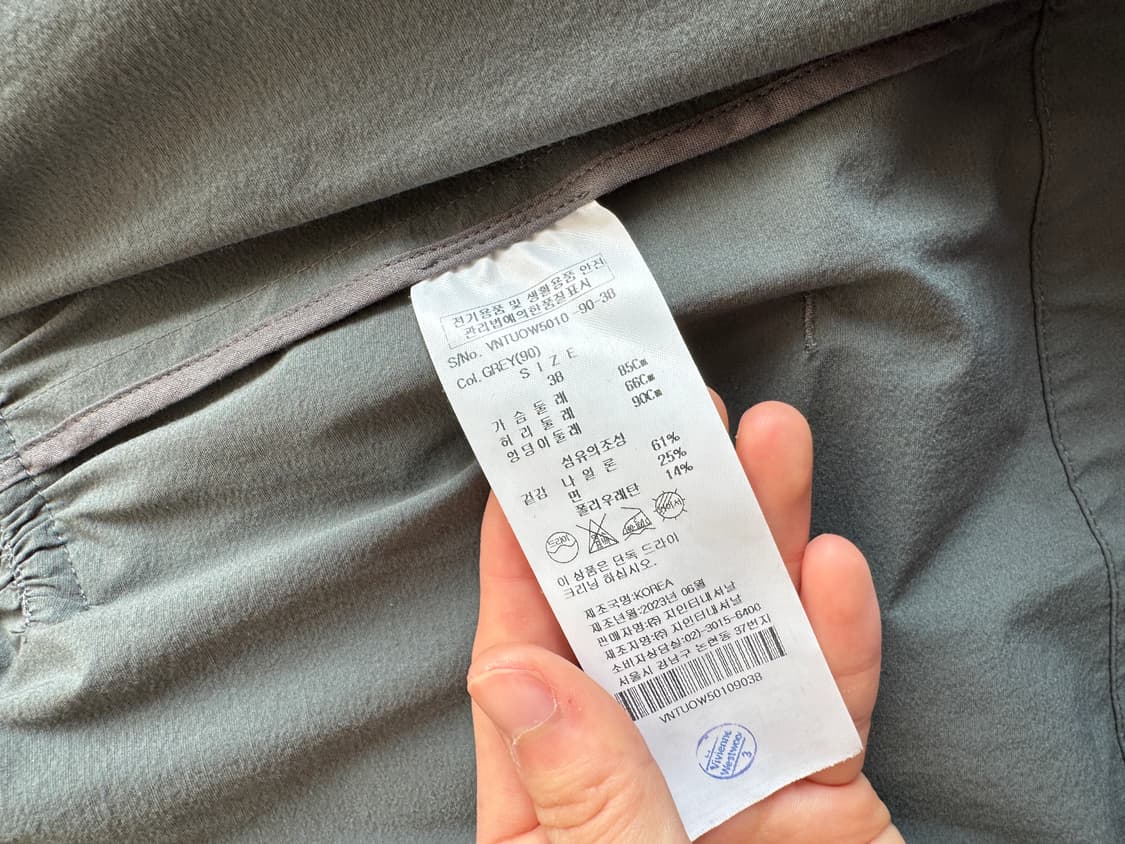 전기용품 및 생활용품 안전
관리법에의한품질표시
S/No. VNTUOW5010 -90-38
Col. GREY(90)
S I Z E
38
가 슴 둘 레 85Cm
허 리 둘 레 66Cm
엉덩이둘레 90Cm
섬유의조성
겉감 나 일 론 61%
면 25%
폴리우레탄 14%
드라이
이 상품은 단독 드라이
크리닝 하십시오.
제조국명:KOREA
제조년월:2023년 06월
판매자명:㈜ 지인터내셔날
제조자명:㈜ 지인터내셔날
소비자상담실:02)-3015-6400
서울시 강남구 논현동 37번지
VNTUOW50109038
Vivienne
Westwoo
3